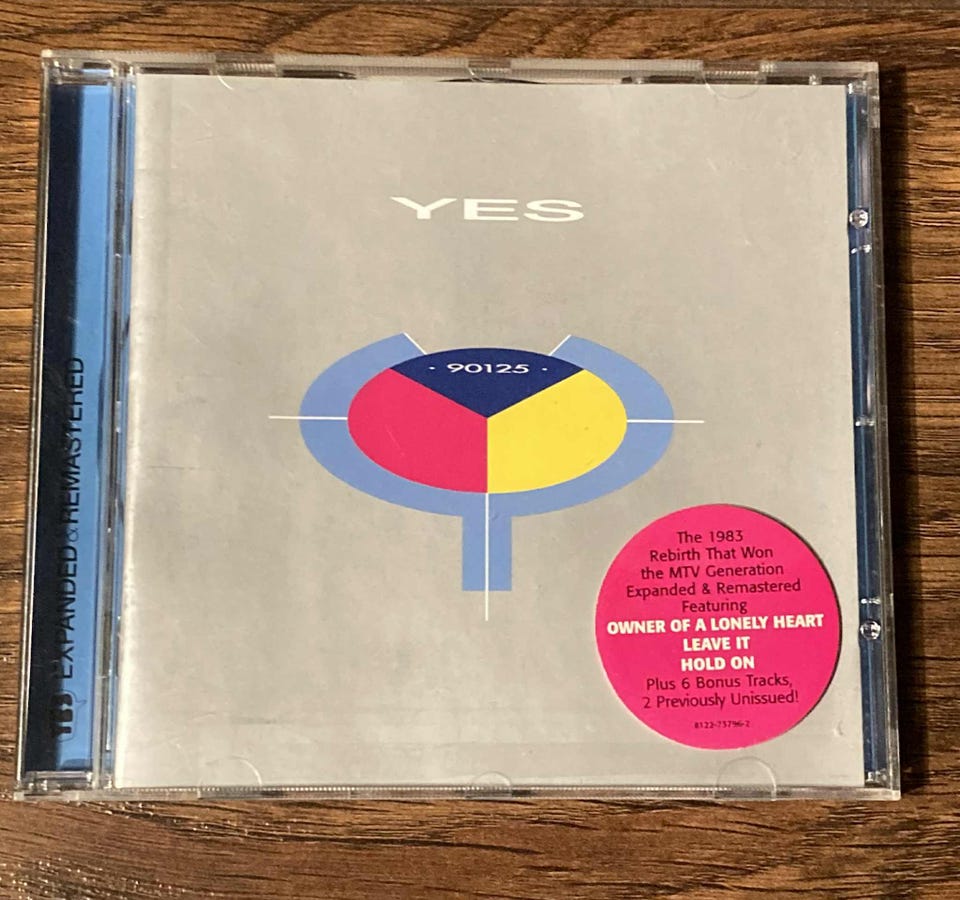 YES
· 90125 ·
The 1983
Rebirth That Won
the MTV Generation
Expanded & Remastered
Featuring
OWNER OF A LONELY HEART
LEAVE IT
HOLD ON
Plus 6 Bonus Tracks,
2 Previously Unissued!
8122-73796-2
YES EXPANDED & REMASTERED